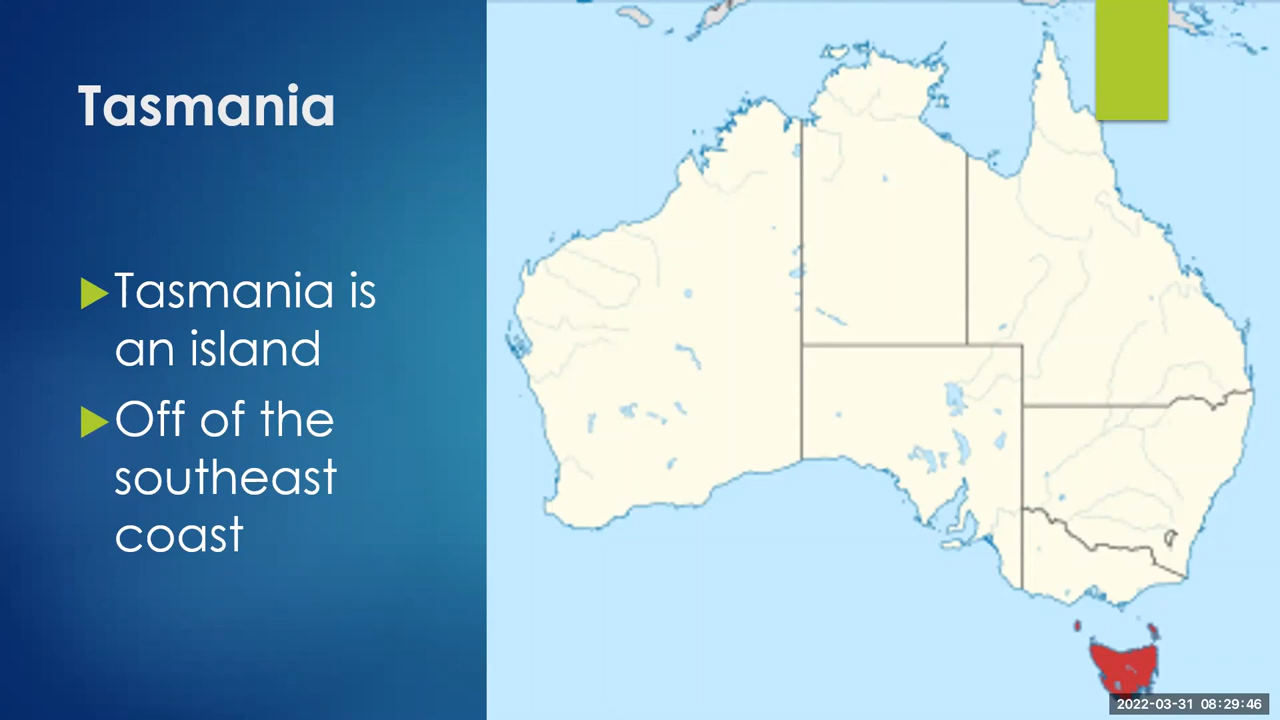 Tasmania
Tasmania is
an island
Off of the
southeast
coast
2022-03-31 08:29:46